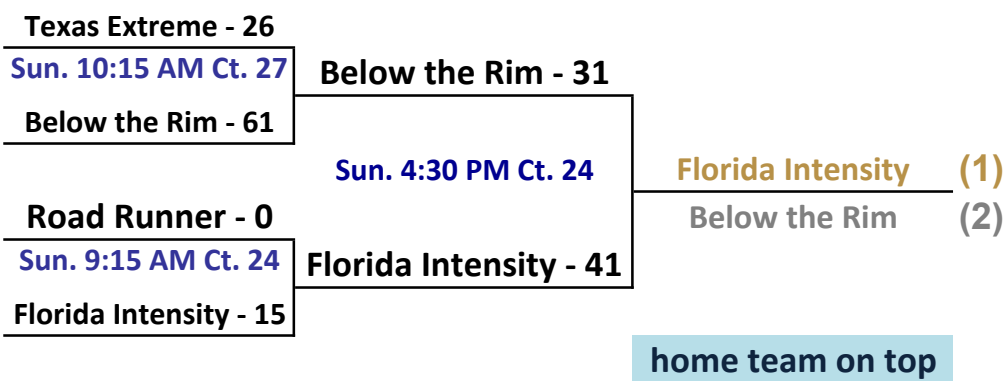 Texas Extreme - 26
Sun. 10:15 AM Ct. 27
Below the Rim - 31
Below the Rim - 61
Sun. 4:30 PM Ct. 24
Florida Intensity (1)
Road Runner - 0
Below the Rim (2)
Sun. 9:15 AM Ct. 24
Florida Intensity - 41
Florida Intensity - 15
home team on top